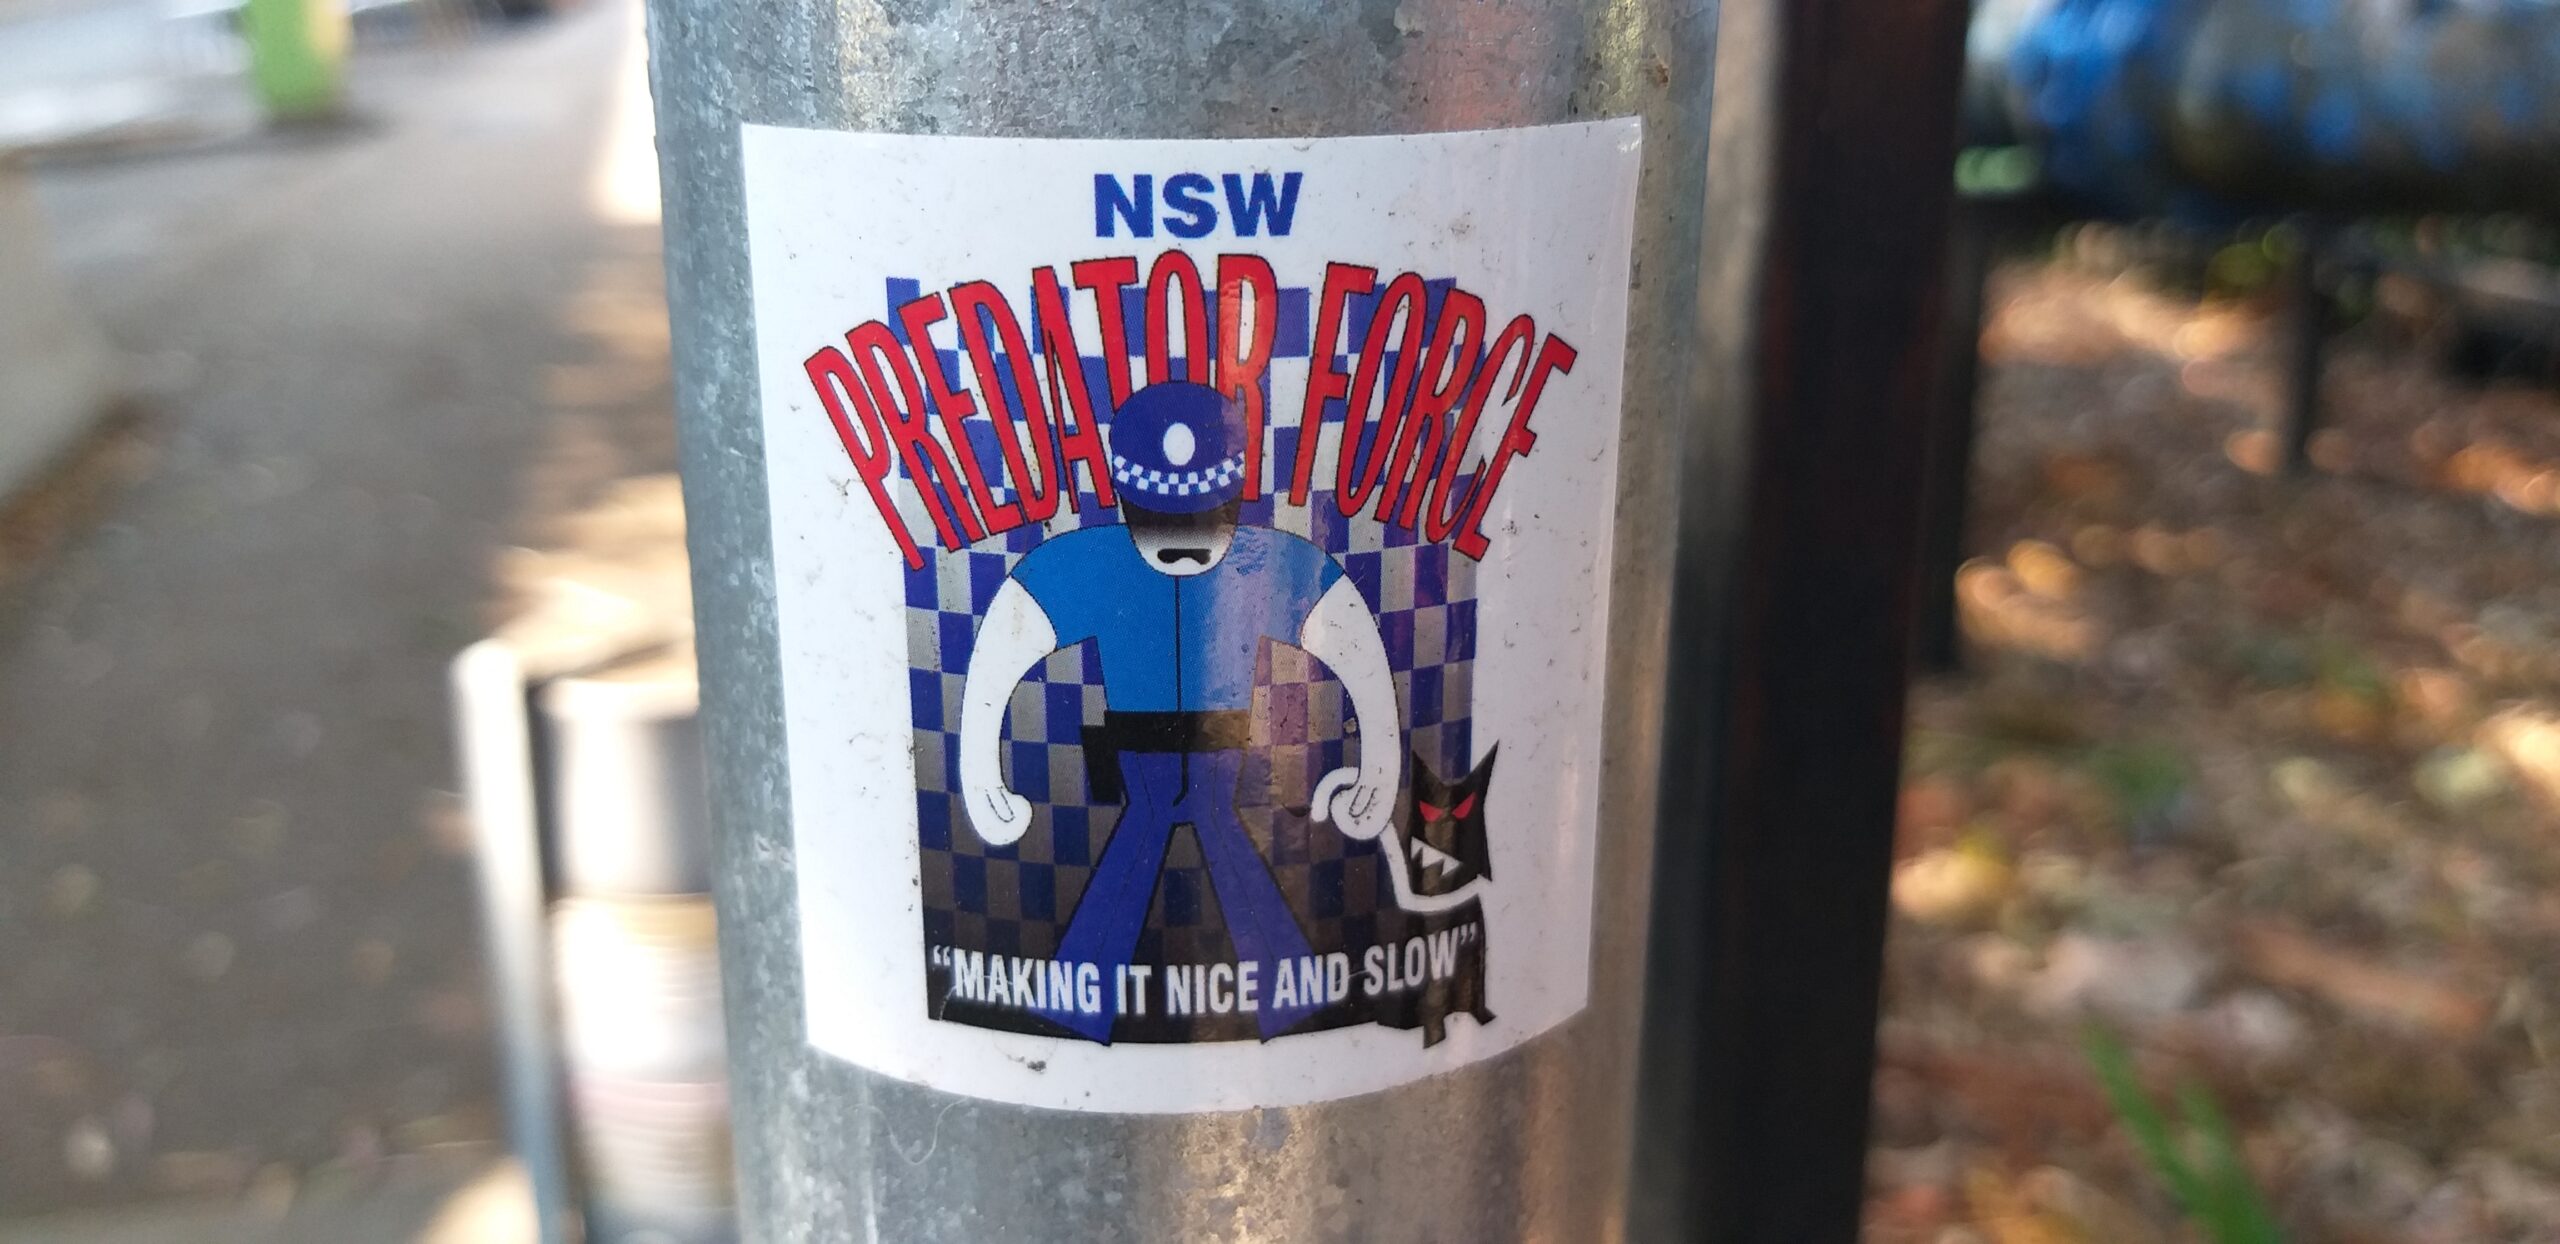 NSW
PREDATOR FORCE
“MAKING IT NICE AND SLOW”